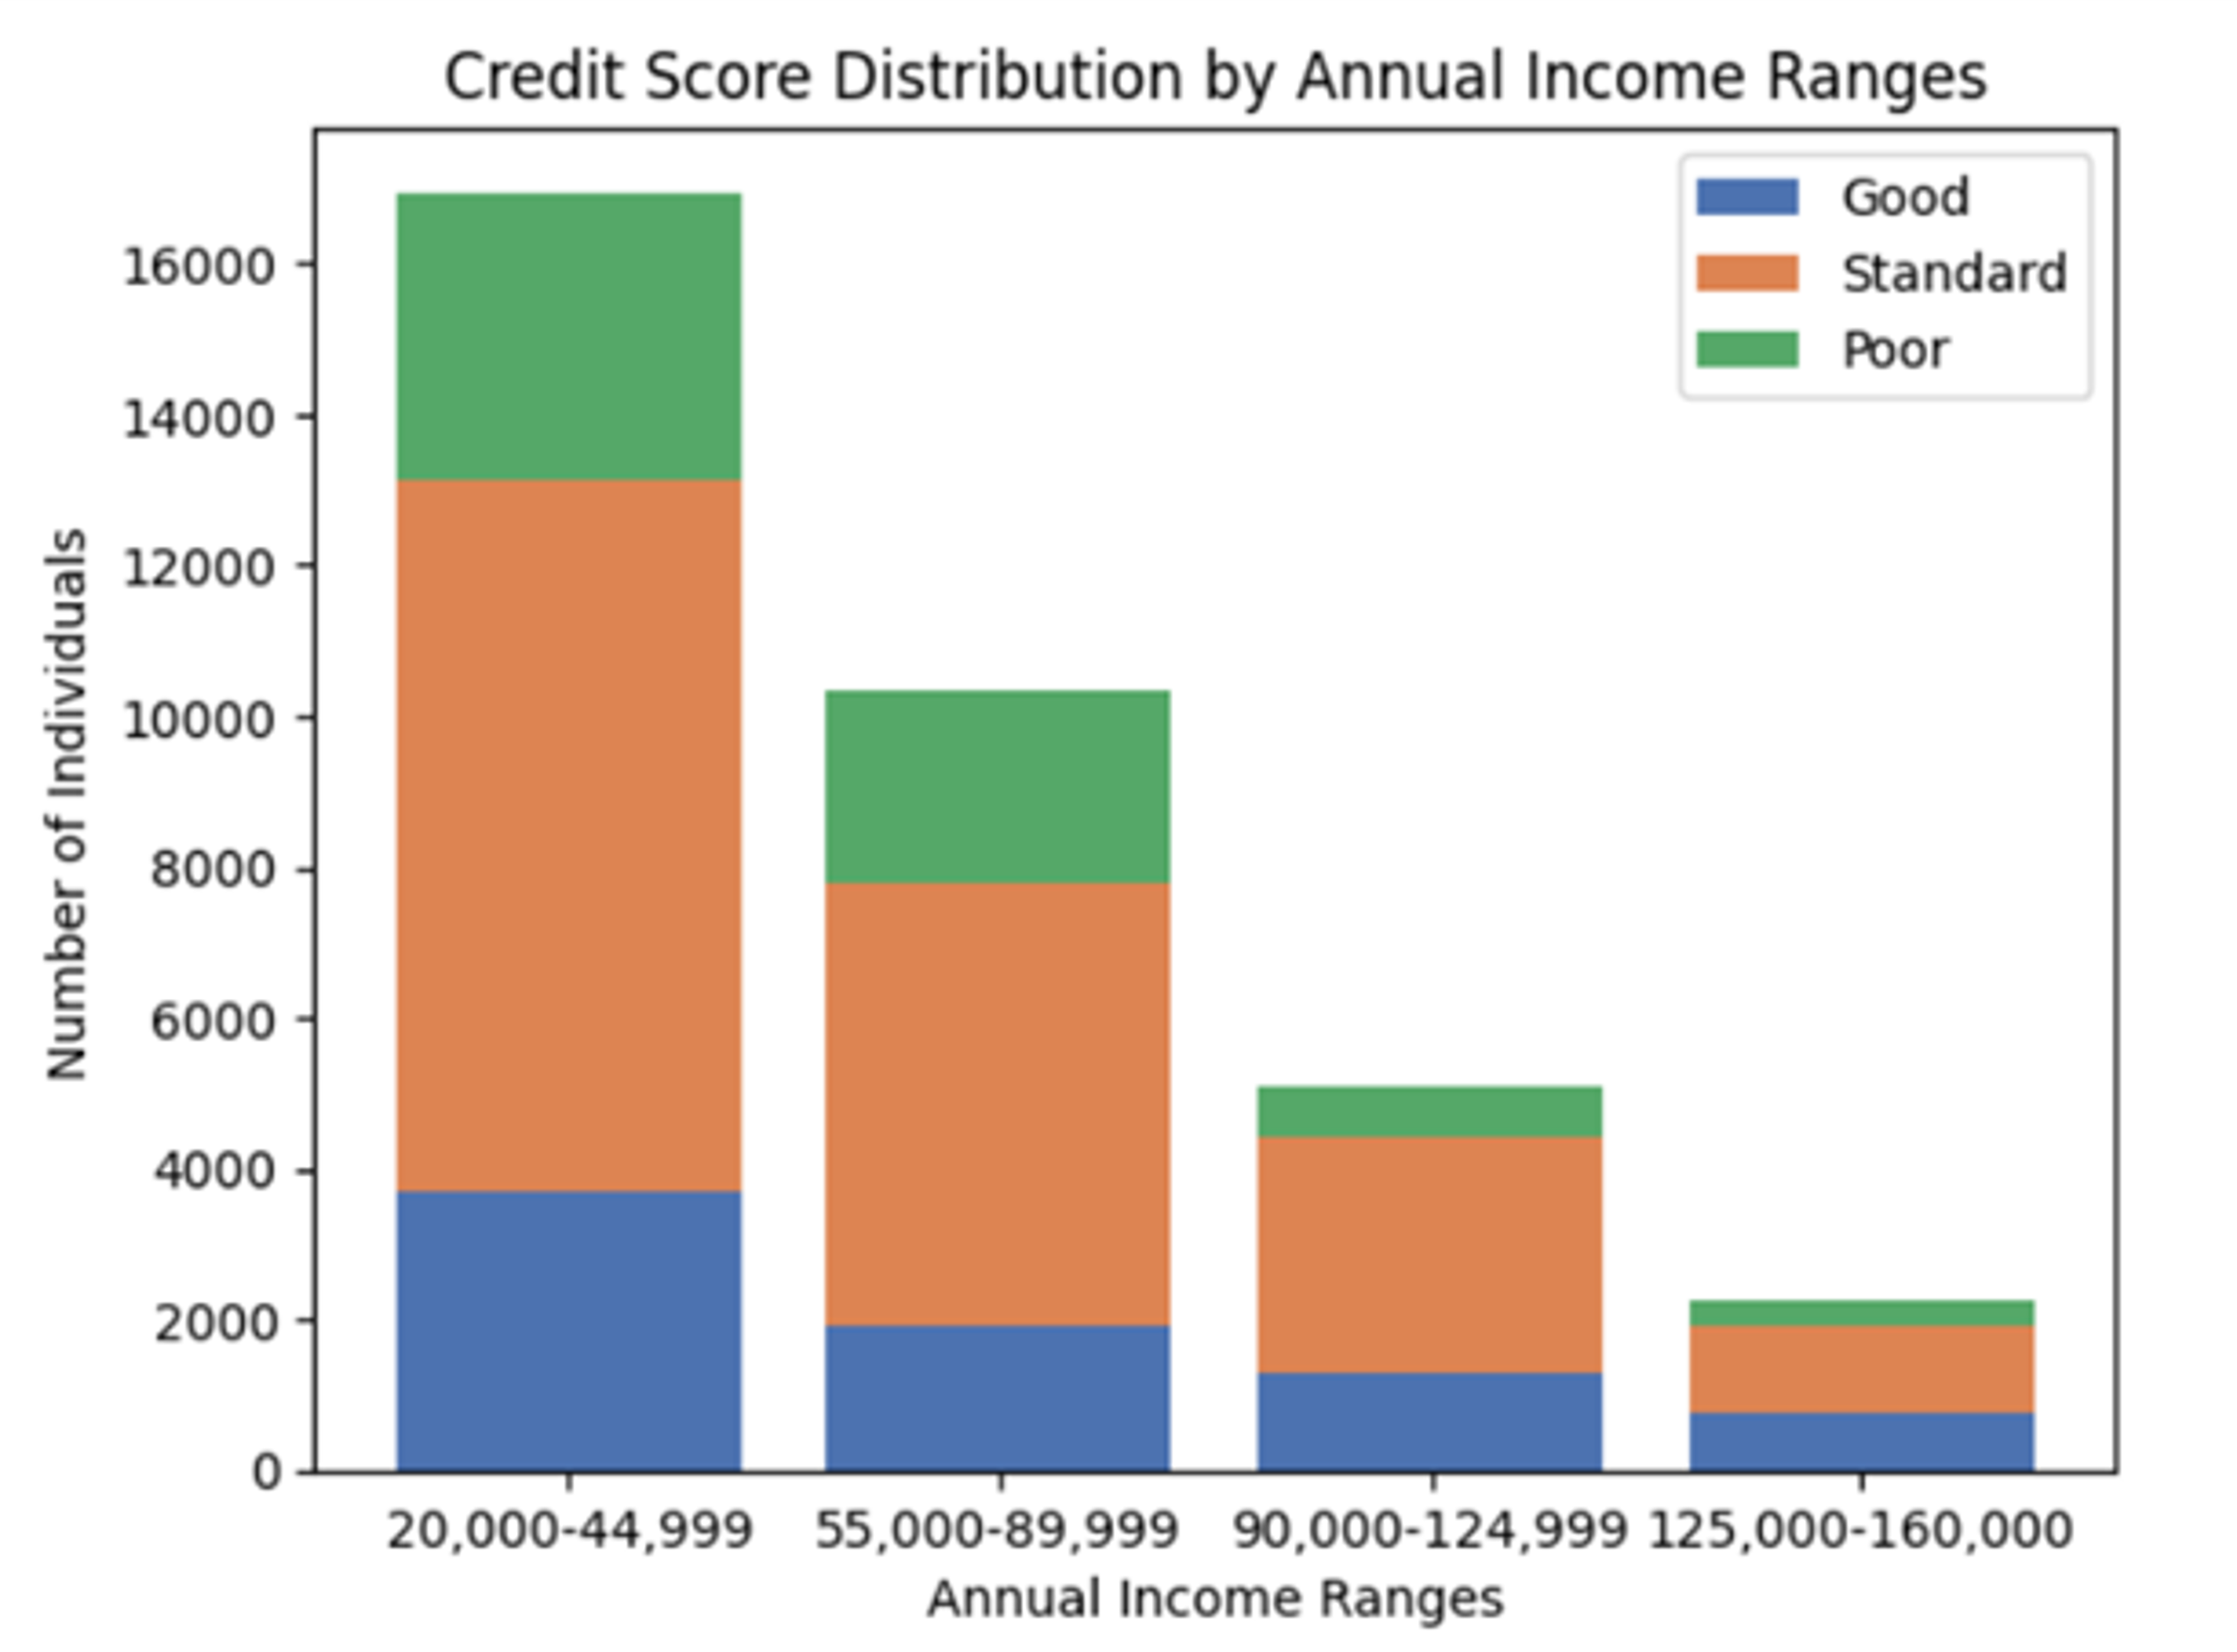 Credit Score Distribution by Annual Income Ranges
Good
Standard
Poor
16000
14000
12000
10000
8000
6000
4000
2000
0
Number of Individuals
20,000-44,999 55,000-89,999 90,000-124,999 125,000-160,000
Annual Income Ranges